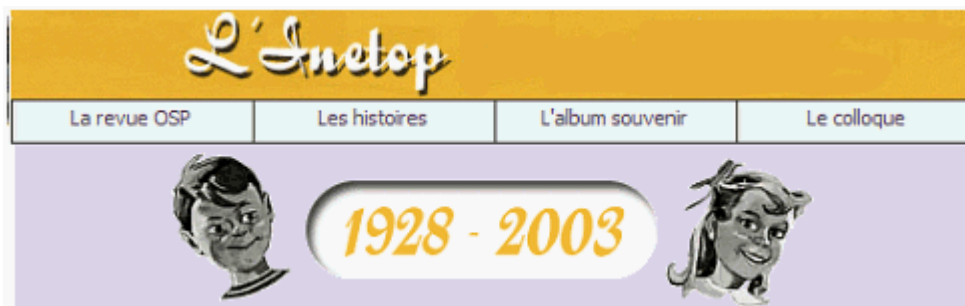 L'Inetop
La revue OSP Les histoires L'album souvenir Le colloque
1928 - 2003